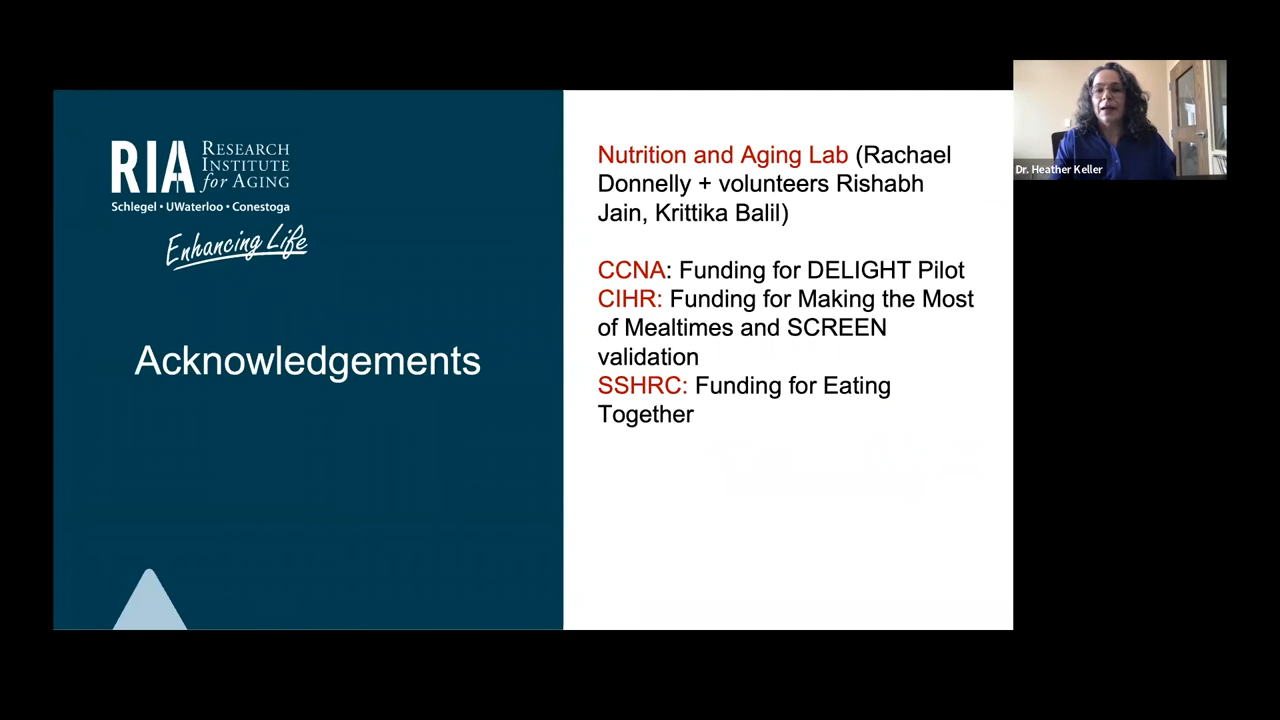 RIA RESEARCH
INSTITUTE
for AGING
Schlegel • UWaterloo • Conestoga
Enhancing Life
Acknowledgements
Nutrition and Aging Lab (Rachael
Donnelly + volunteers Rishabh
Jain, Krittika Balil)
CCNA: Funding for DELIGHT Pilot
CIHR: Funding for Making the Most
of Mealtimes and SCREEN
validation
SSHRC: Funding for Eating
Together
Dr. Heather Keller